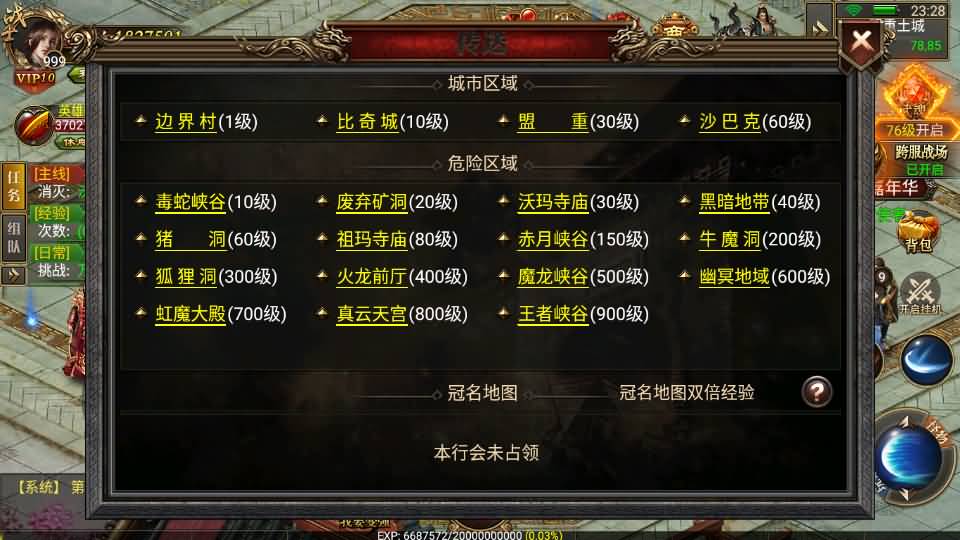 23:28
传送
999
VIP10
78,85
城市区域
边界村(1级) 比奇城(10级) 盟 重(30级) 沙巴克(60级)
危险区域
毒蛇峡谷(10级) 废弃矿洞(20级) 沃玛寺庙(30级) 黑暗地带(40级)
猪 洞(60级) 祖玛寺庙(80级) 赤月峡谷(150级) 牛魔洞(200级)
狐狸洞(300级) 火龙前厅(400级) 魔龙峡谷(500级) 幽冥地域(600级)
虹魔大殿(700级) 真云天宫(800级) 王者峡谷(900级)
冠名地图 冠名地图双倍经验 ?
本行会未占领
英雄
3702
任务
组队
[主线]
消灭:
[经验]
次数:
[日常]
挑战:
76级开启
跨服战场
已开启
嘉年华
背包
9
开启挂机
【系统】 第
EXP: 6687572/20000000000 (0.03%)